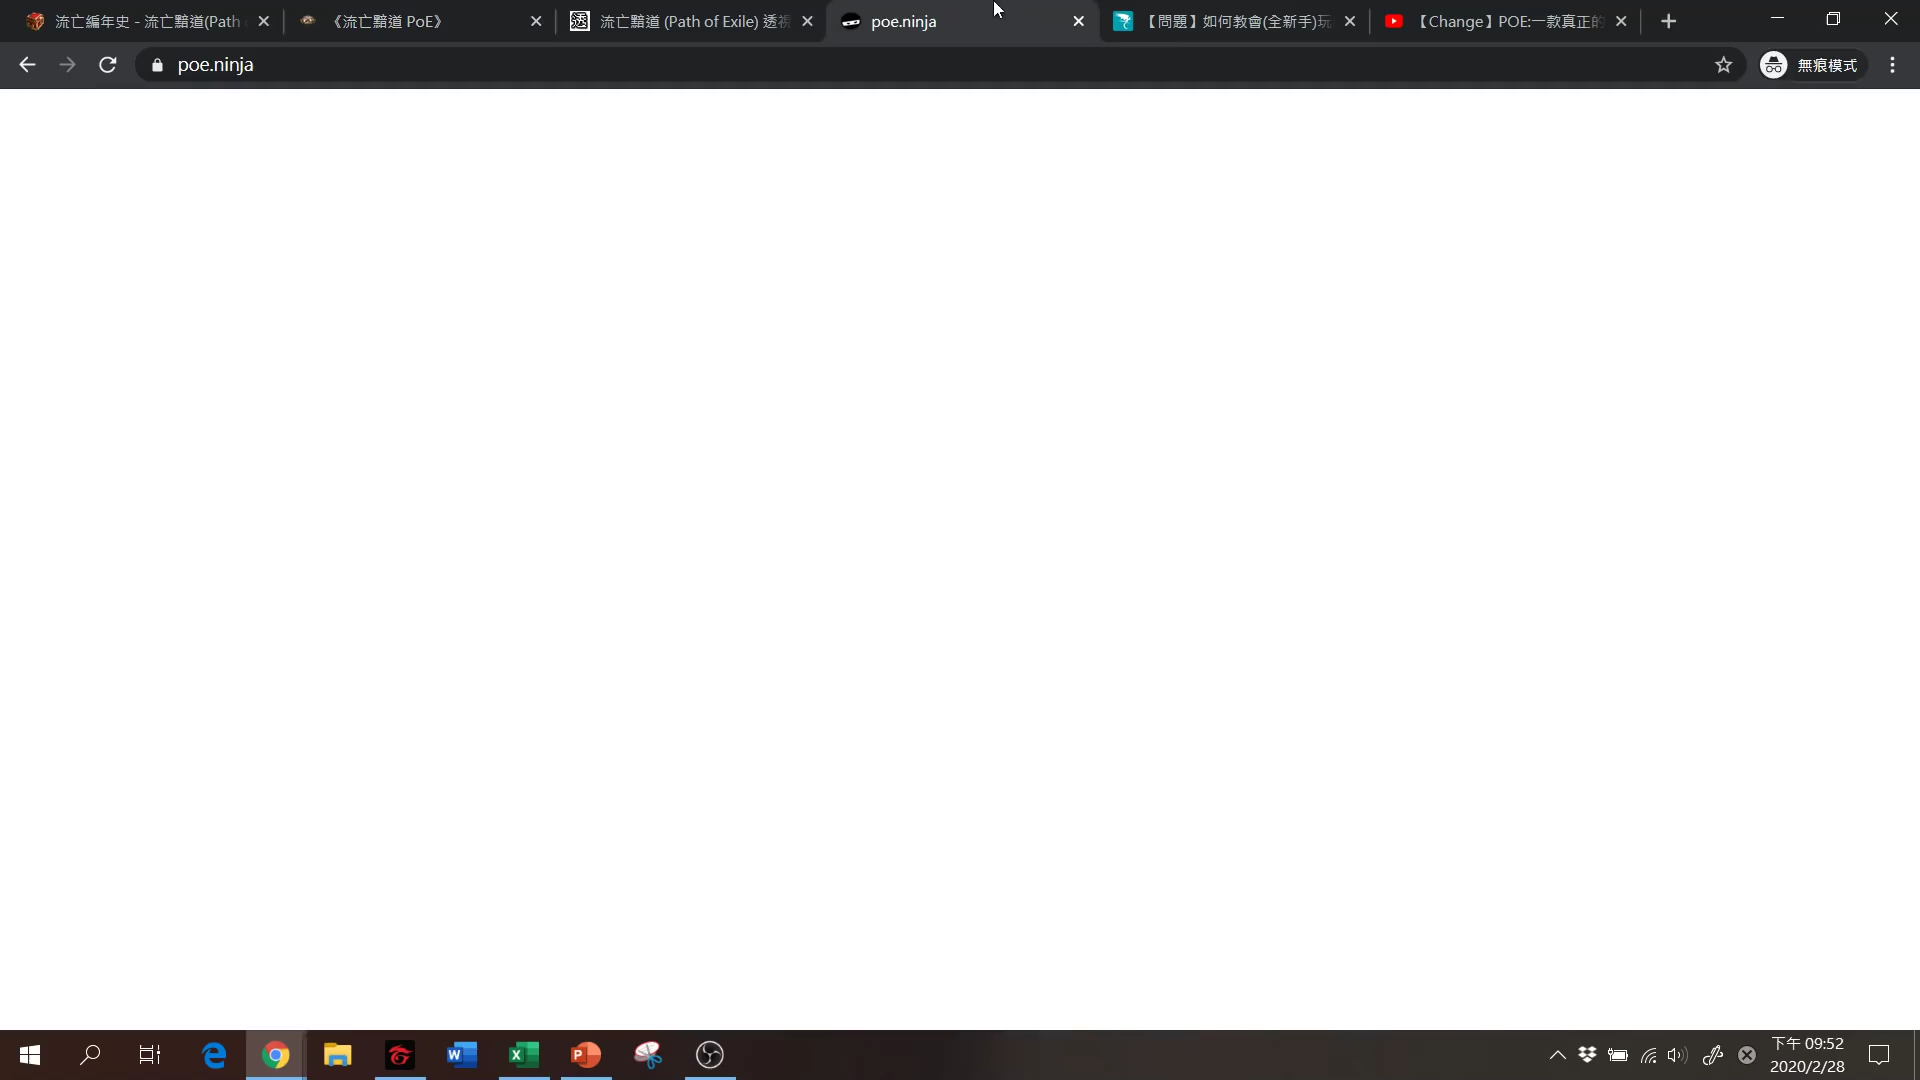 流亡編年史 - 流亡黯道(Path
《流亡黯道 PoE》
流亡黯道 (Path of Exile) 透視
poe.ninja
【問題】如何教會(全新手)玩
【Change】POE:一款真正的
poe.ninja
無痕模式
下午 09:52
2020/2/28